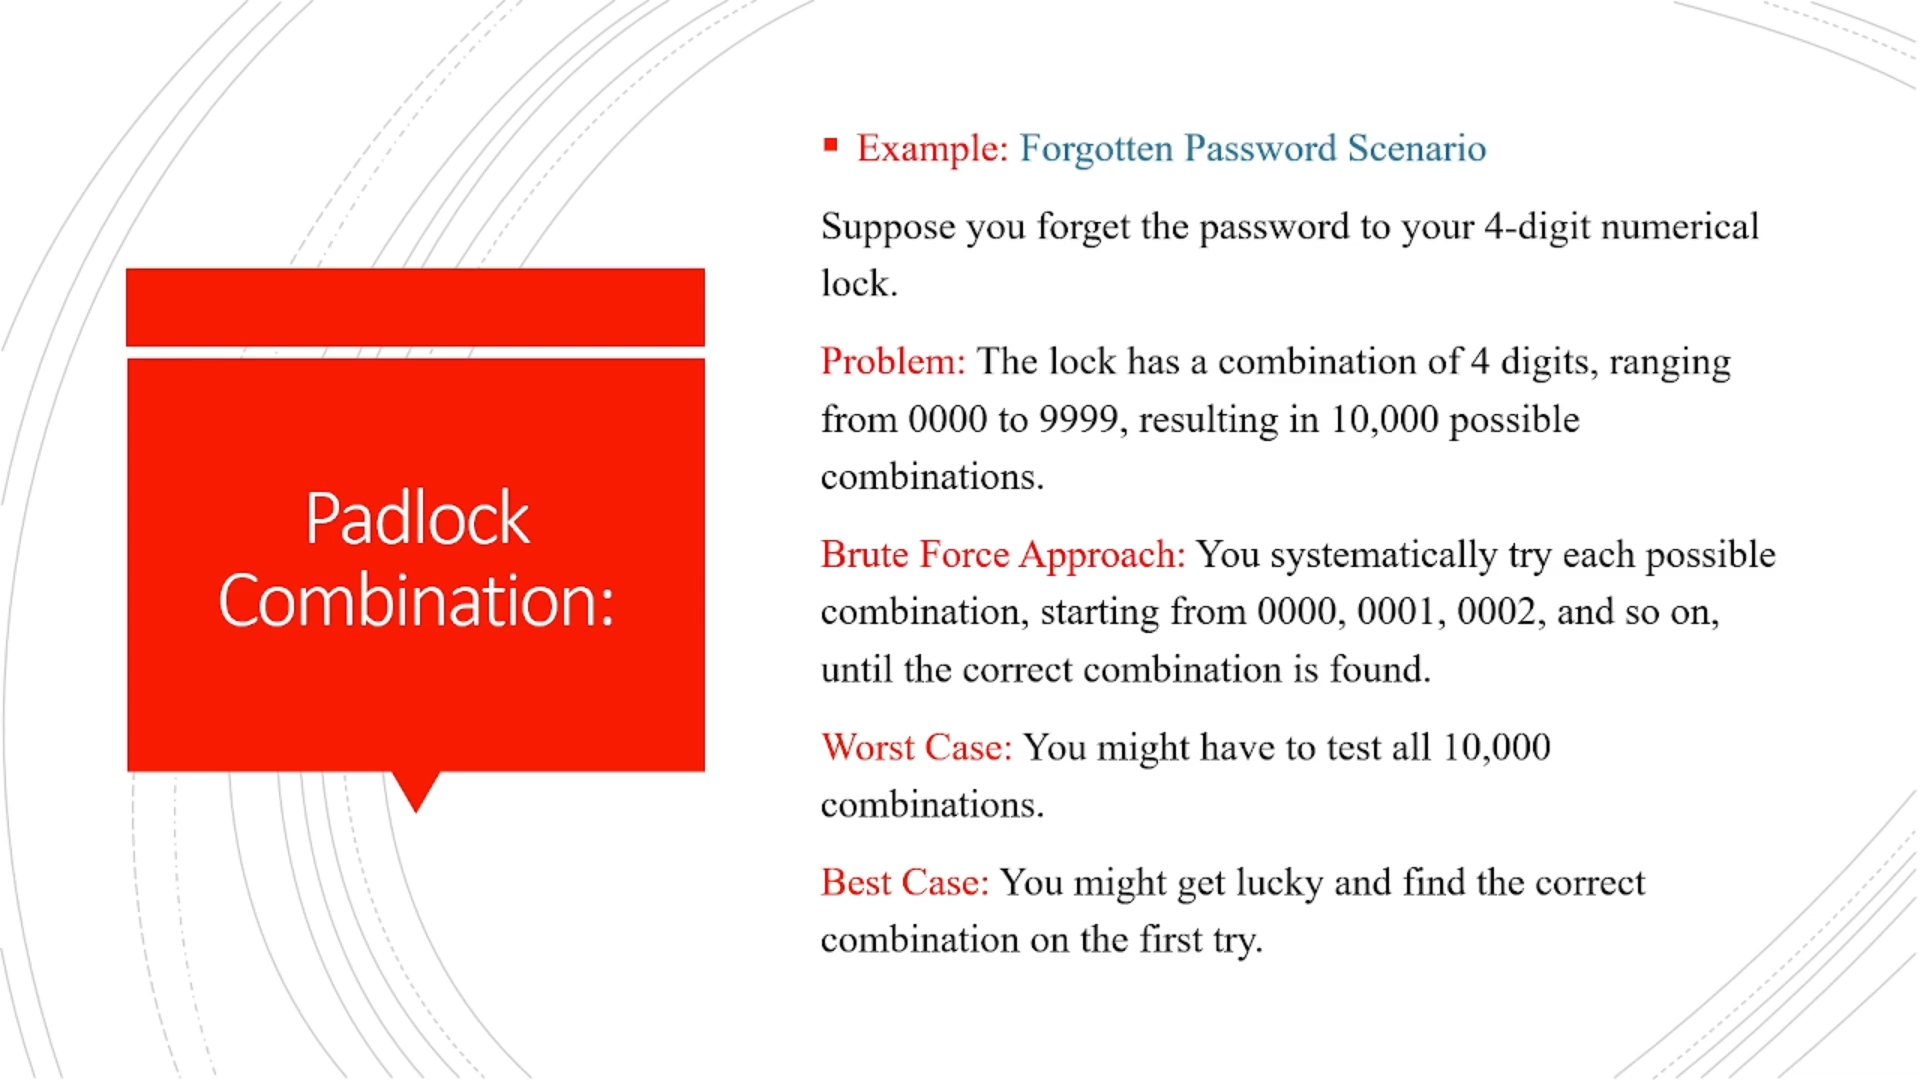 Padlock
Combination:
Example: Forgotten Password Scenario
Suppose you forget the password to your 4-digit numerical
lock.
Problem: The lock has a combination of 4 digits, ranging
from 0000 to 9999, resulting in 10,000 possible
combinations.
Brute Force Approach: You systematically try each possible
combination, starting from 0000, 0001, 0002, and so on,
until the correct combination is found.
Worst Case: You might have to test all 10,000
combinations.
Best Case: You might get lucky and find the correct
combination on the first try.